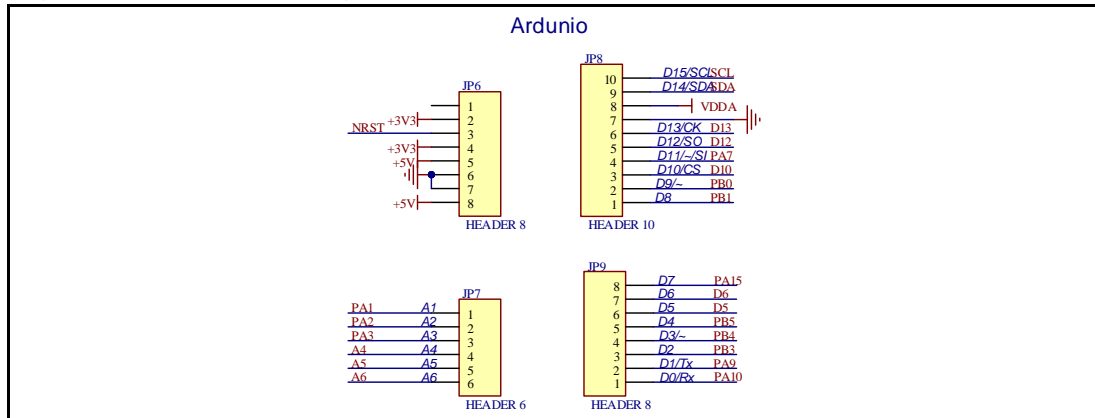 Ardunio
JP6
1
+3V3 2
NRST 3
+3V3 4
+5V 5
6
7
+5V 8
HEADER 8
JP8
10 D15/SCL SCL
9 D14/SDA SDA
8 VDDA
7
6 D13/CK D13
5 D12/SO D12
4 D11/~/SI PA7
3 D10/CS D10
2 D9/~ PB0
1 D8 PB1
HEADER 10
JP7
PA1 A1 1
PA2 A2 2
PA3 A3 3
A4 A4 4
A5 A5 5
A6 A6 6
HEADER 6
JP9
8 D7 PA15
7 D6 D6
6 D5 D5
5 D4 PB5
4 D3/~ PB4
3 D2 PB3
2 D1/Tx PA9
1 D0/Rx PA10
HEADER 8